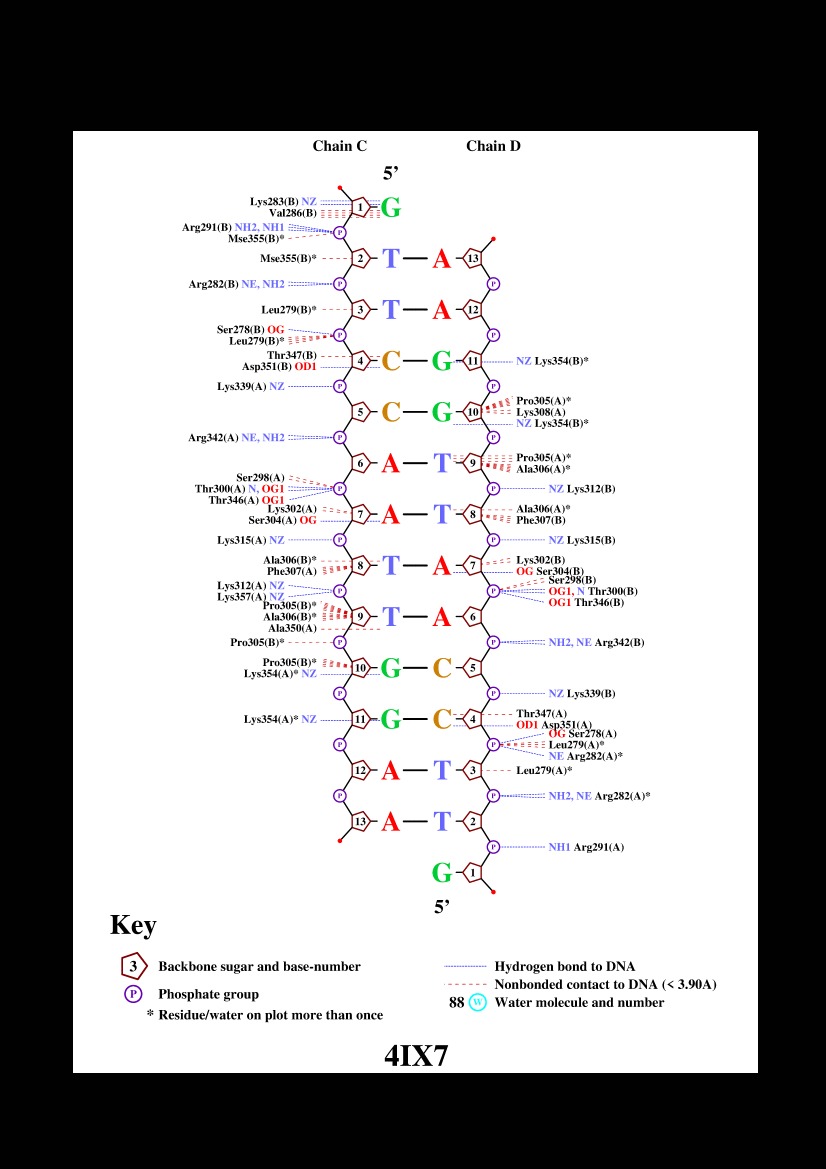 Chain C Chain D
5’
Lys283(B) NZ 1 G
Val286(B)
Arg291(B) NH2, NH1 P
Mse355(B)*
Mse355(B)* 2 T A 13
Arg282(B) NE, NH2 P P
Leu279(B)* 3 T A 12
Ser278(B) OG P P
Leu279(B)*
Thr347(B) 4 C G 11 NZ Lys354(B)*
Asp351(B) OD1
Lys339(A) NZ P P
5 C G 10 Pro305(A)*
Lys308(A)
NZ Lys354(B)*
Arg342(A) NE, NH2 P P
6 A T 9 Pro305(A)*
Ala306(A)*
Ser298(A)
Thr300(A) N, OG1 P P NZ Lys312(B)
Thr346(A) OG1
Lys302(A) 7 A T 8 Ala306(A)*
Ser304(A) OG Phe307(B)
Lys315(A) NZ P P NZ Lys315(B)
Ala306(B)* 8 T A 7 Lys302(B)
Phe307(A) OG Ser304(B)
Ser298(B)
Lys312(A) NZ P P OG1, N Thr300(B)
Lys357(A) NZ OG1 Thr346(B)
Pro305(B)*
Ala306(B)* 9 T A 6
Ala350(A)
Pro305(B)* P P NH2, NE Arg342(B)
Pro305(B)* 10 G C 5
Lys354(A)* NZ
P P NZ Lys339(B)
Lys354(A)* NZ 11 G C 4 Thr347(A)
OD1 Asp351(A)
OG Ser278(A)
P P Leu279(A)*
NE Arg282(A)*
12 A T 3 Leu279(A)*
P P NH2, NE Arg282(A)*
13 A T 2
P NH1 Arg291(A)
G 1
5’
Key
3 Backbone sugar and base-number
P Phosphate group
* Residue/water on plot more than once
Hydrogen bond to DNA
Nonbonded contact to DNA (< 3.90A)
88 W Water molecule and number
4IX7